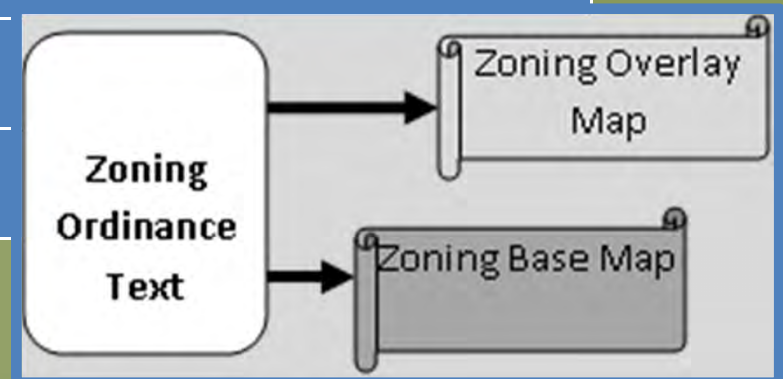 Zoning
Ordinance
Text
Zoning Overlay
Map
Zoning Base Map